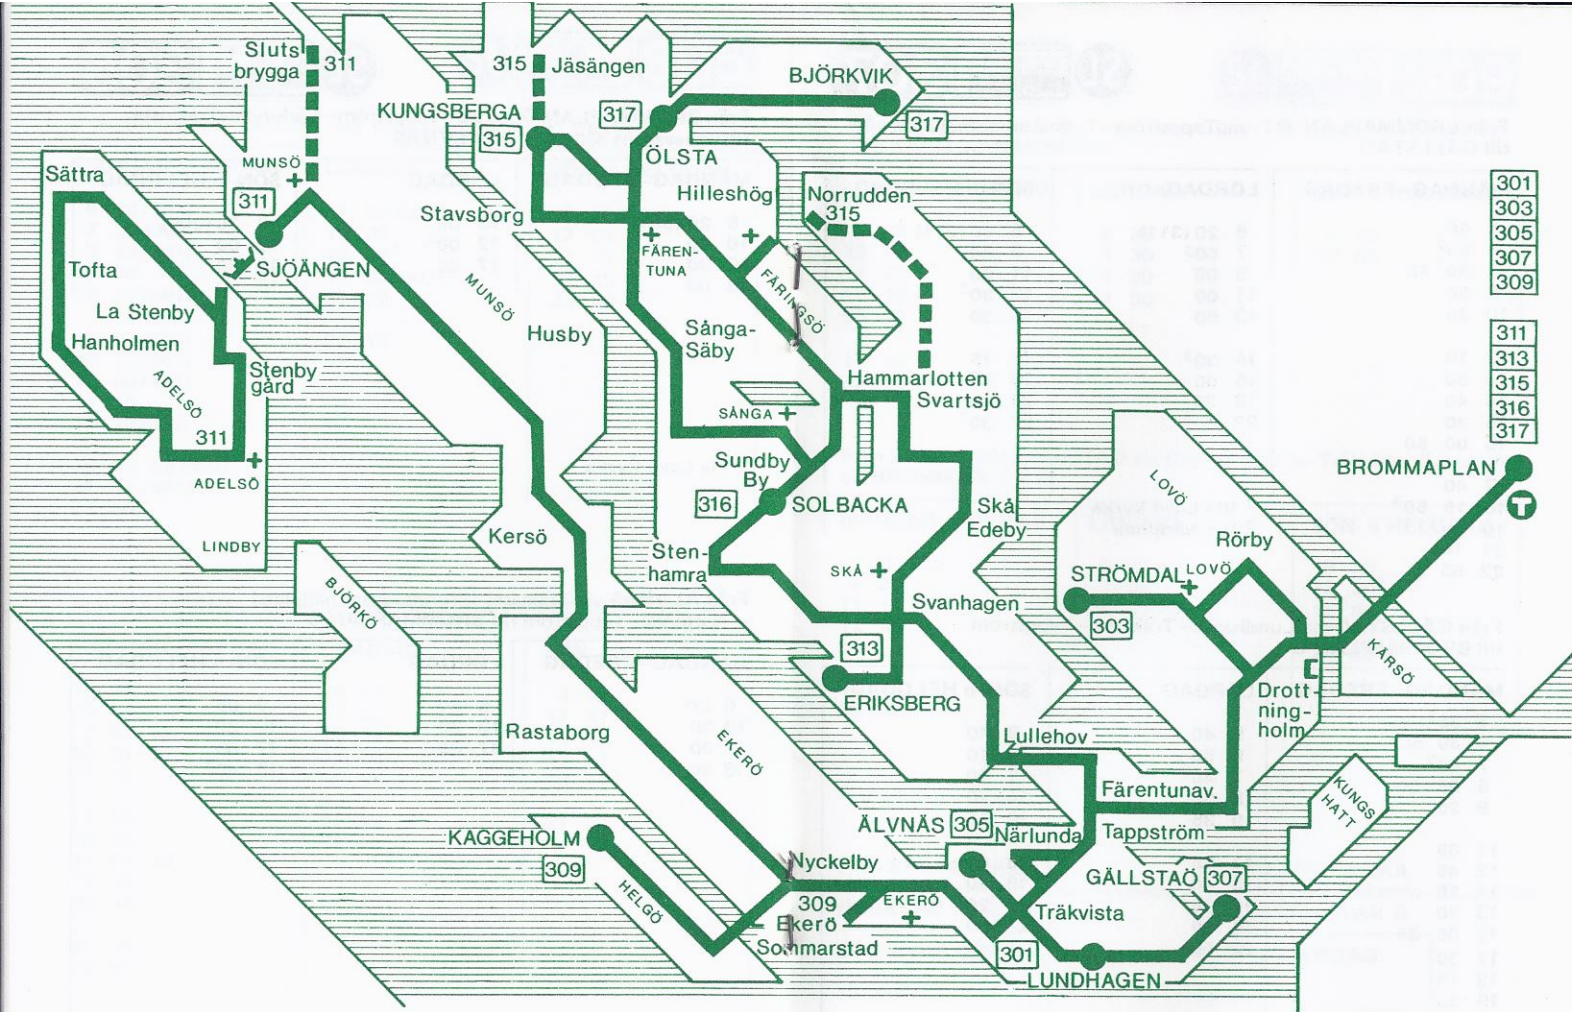 Sluts
brygga
311
315
Jäsängen
BJÖRKVIK
KUNGSBERGA
315
317
317
ÖLSTA
MUNSÖ
311
Sättra
Hilleshög
Norrudden
315
Stavsborg
FÄREN-
TUNA
FÄRINGSÖ
301
303
305
307
309
311
313
315
316
317
BROMMAPLAN
T
Tofta
SJÖÄNGEN
311
La Stenby
Hanholmen
MUNSÖ
Husby
Sånga-
Säby
Stenby
gård
ADELSÖ
Hammarlotten
Svartsjö
SÅNGA
311
ADELSÖ
LINDBY
Sundby
By
316
SOLBACKA
Skå
Edeby
LOVÖ
Kersö
Sten-
hamra
SKÅ
Rörby
STRÖMDAL
LOVÖ
303
BJÖRKÖ
Svanhagen
313
ERIKSBERG
KÄRSÖ
Drott
ning-
holm
Rastaborg
EKERÖ
Lullehov
Färentunav.
KUNGS
HATT
KAGGEHOLM
309
ÄLVNÄS
305
Närlunda
Tappström
Nyckelby
GÄLLSTAÖ
307
HELGÖ
309
Ekerö
Sommarstad
EKERÖ
Träkvista
301
LUNDHAGEN